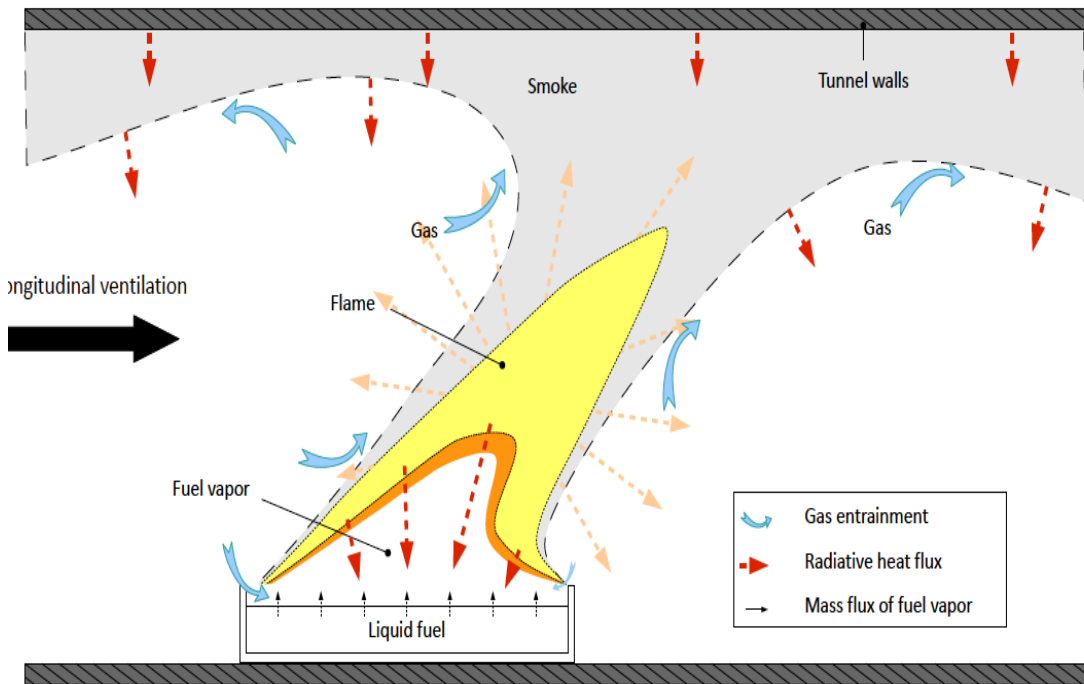 Smoke
Tunnel walls
Gas
Gas
ongitudinal ventilation
Flame
Fuel vapor
Liquid fuel
Gas entrainment
Radiative heat flux
Mass flux of fuel vapor